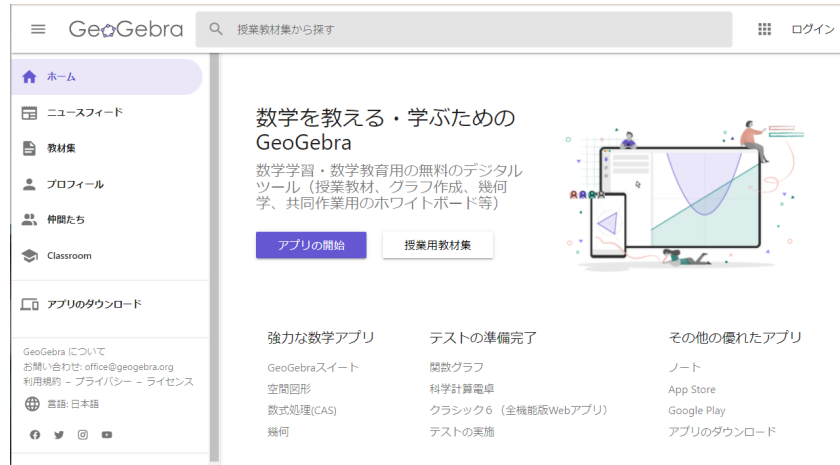 GeoGebra
授業教材集から探す
ログイン
ホーム
ニュースフィード
教材集
プロフィール
仲間たち
Classroom
アプリのダウンロード
GeoGebra について
お問い合わせ: office@geogebra.org
利用規約 – プライバシー – ライセンス
言語: 日本語
数学を教える・学ぶための
GeoGebra
数学学習・数学教育用の無料のデジタル
ツール（授業教材、グラフ作成、幾何
学、共同作業用のホワイトボード等）
アプリの開始
授業用教材集
強力な数学アプリ
GeoGebraスイート
空間図形
数式処理(CAS)
幾何
テストの準備完了
関数グラフ
科学計算電卓
クラシック６（全機能版Webアプリ）
テストの実施
その他の優れたアプリ
ノート
App Store
Google Play
アプリのダウンロード